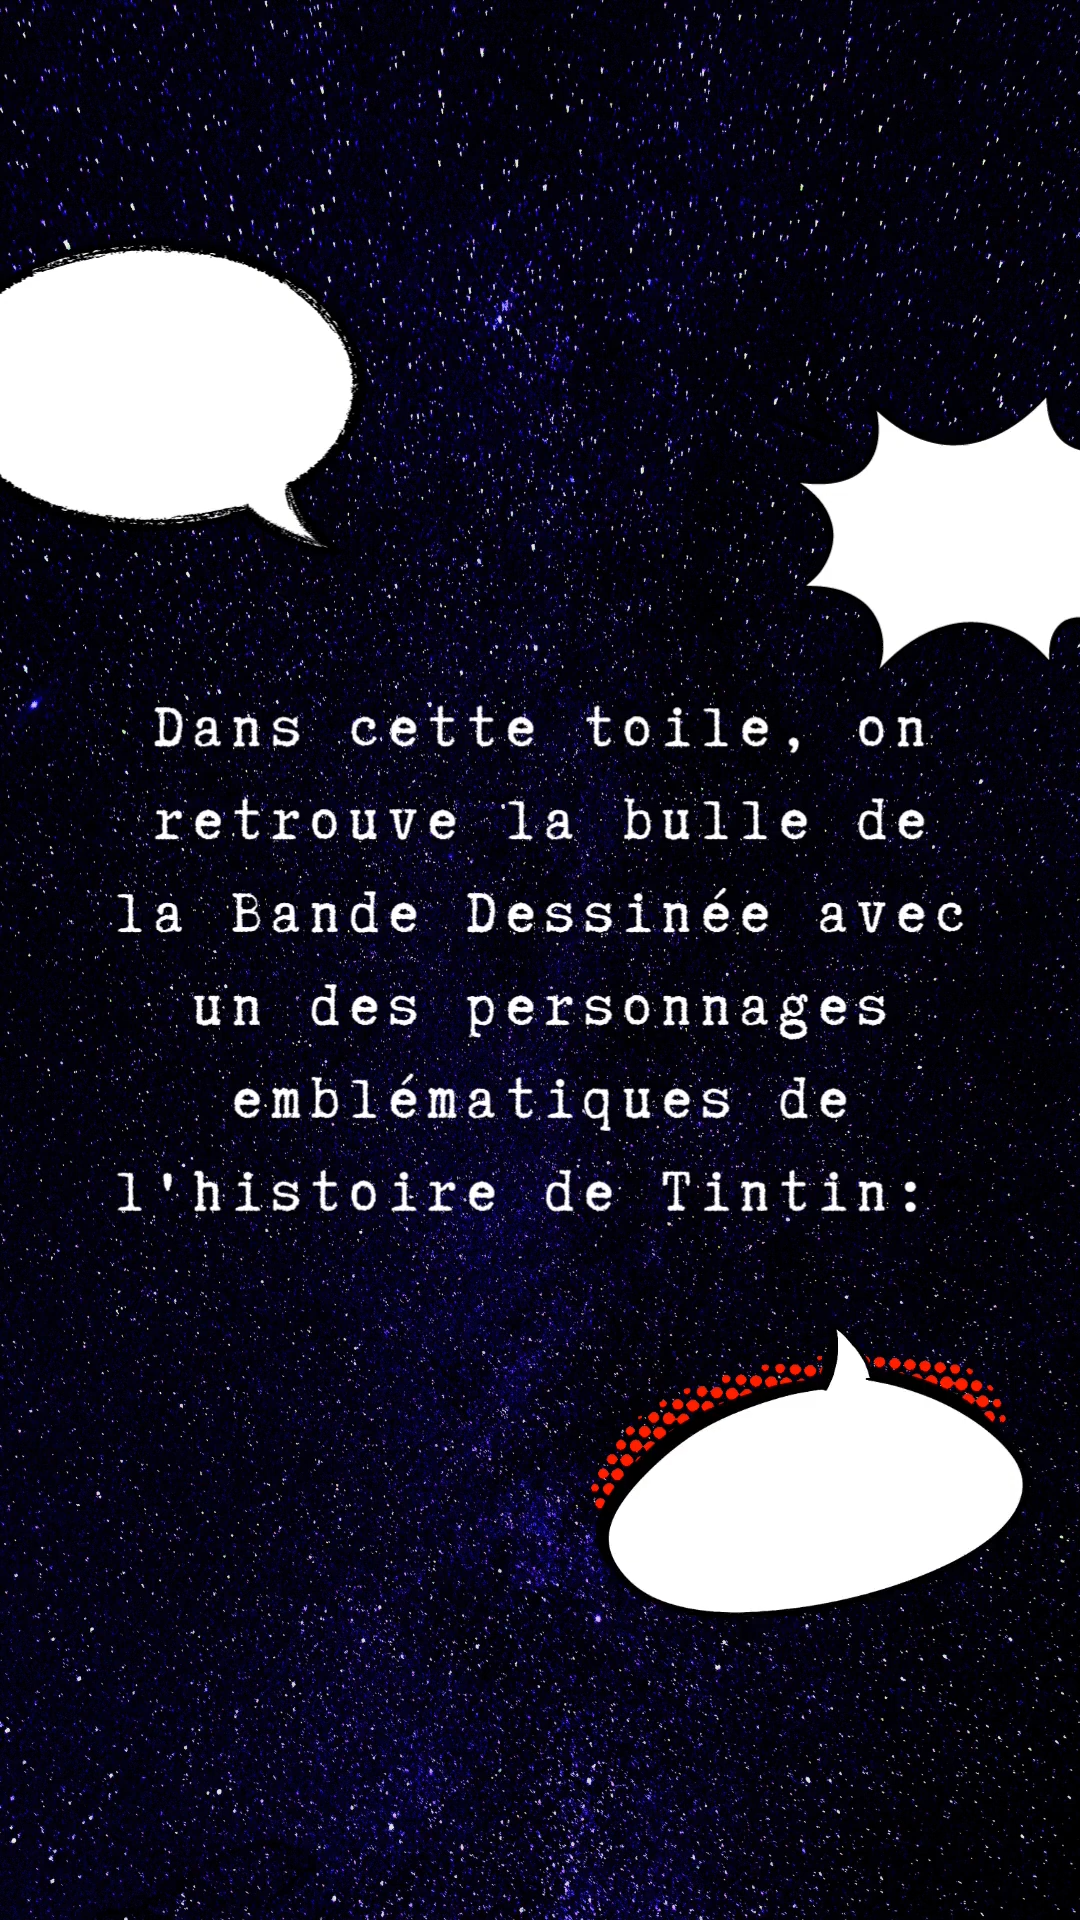 Dans cette toile, on
retrouve la bulle de
la Bande Dessinée avec
un des personnages
emblématiques de
l'histoire de Tintin: